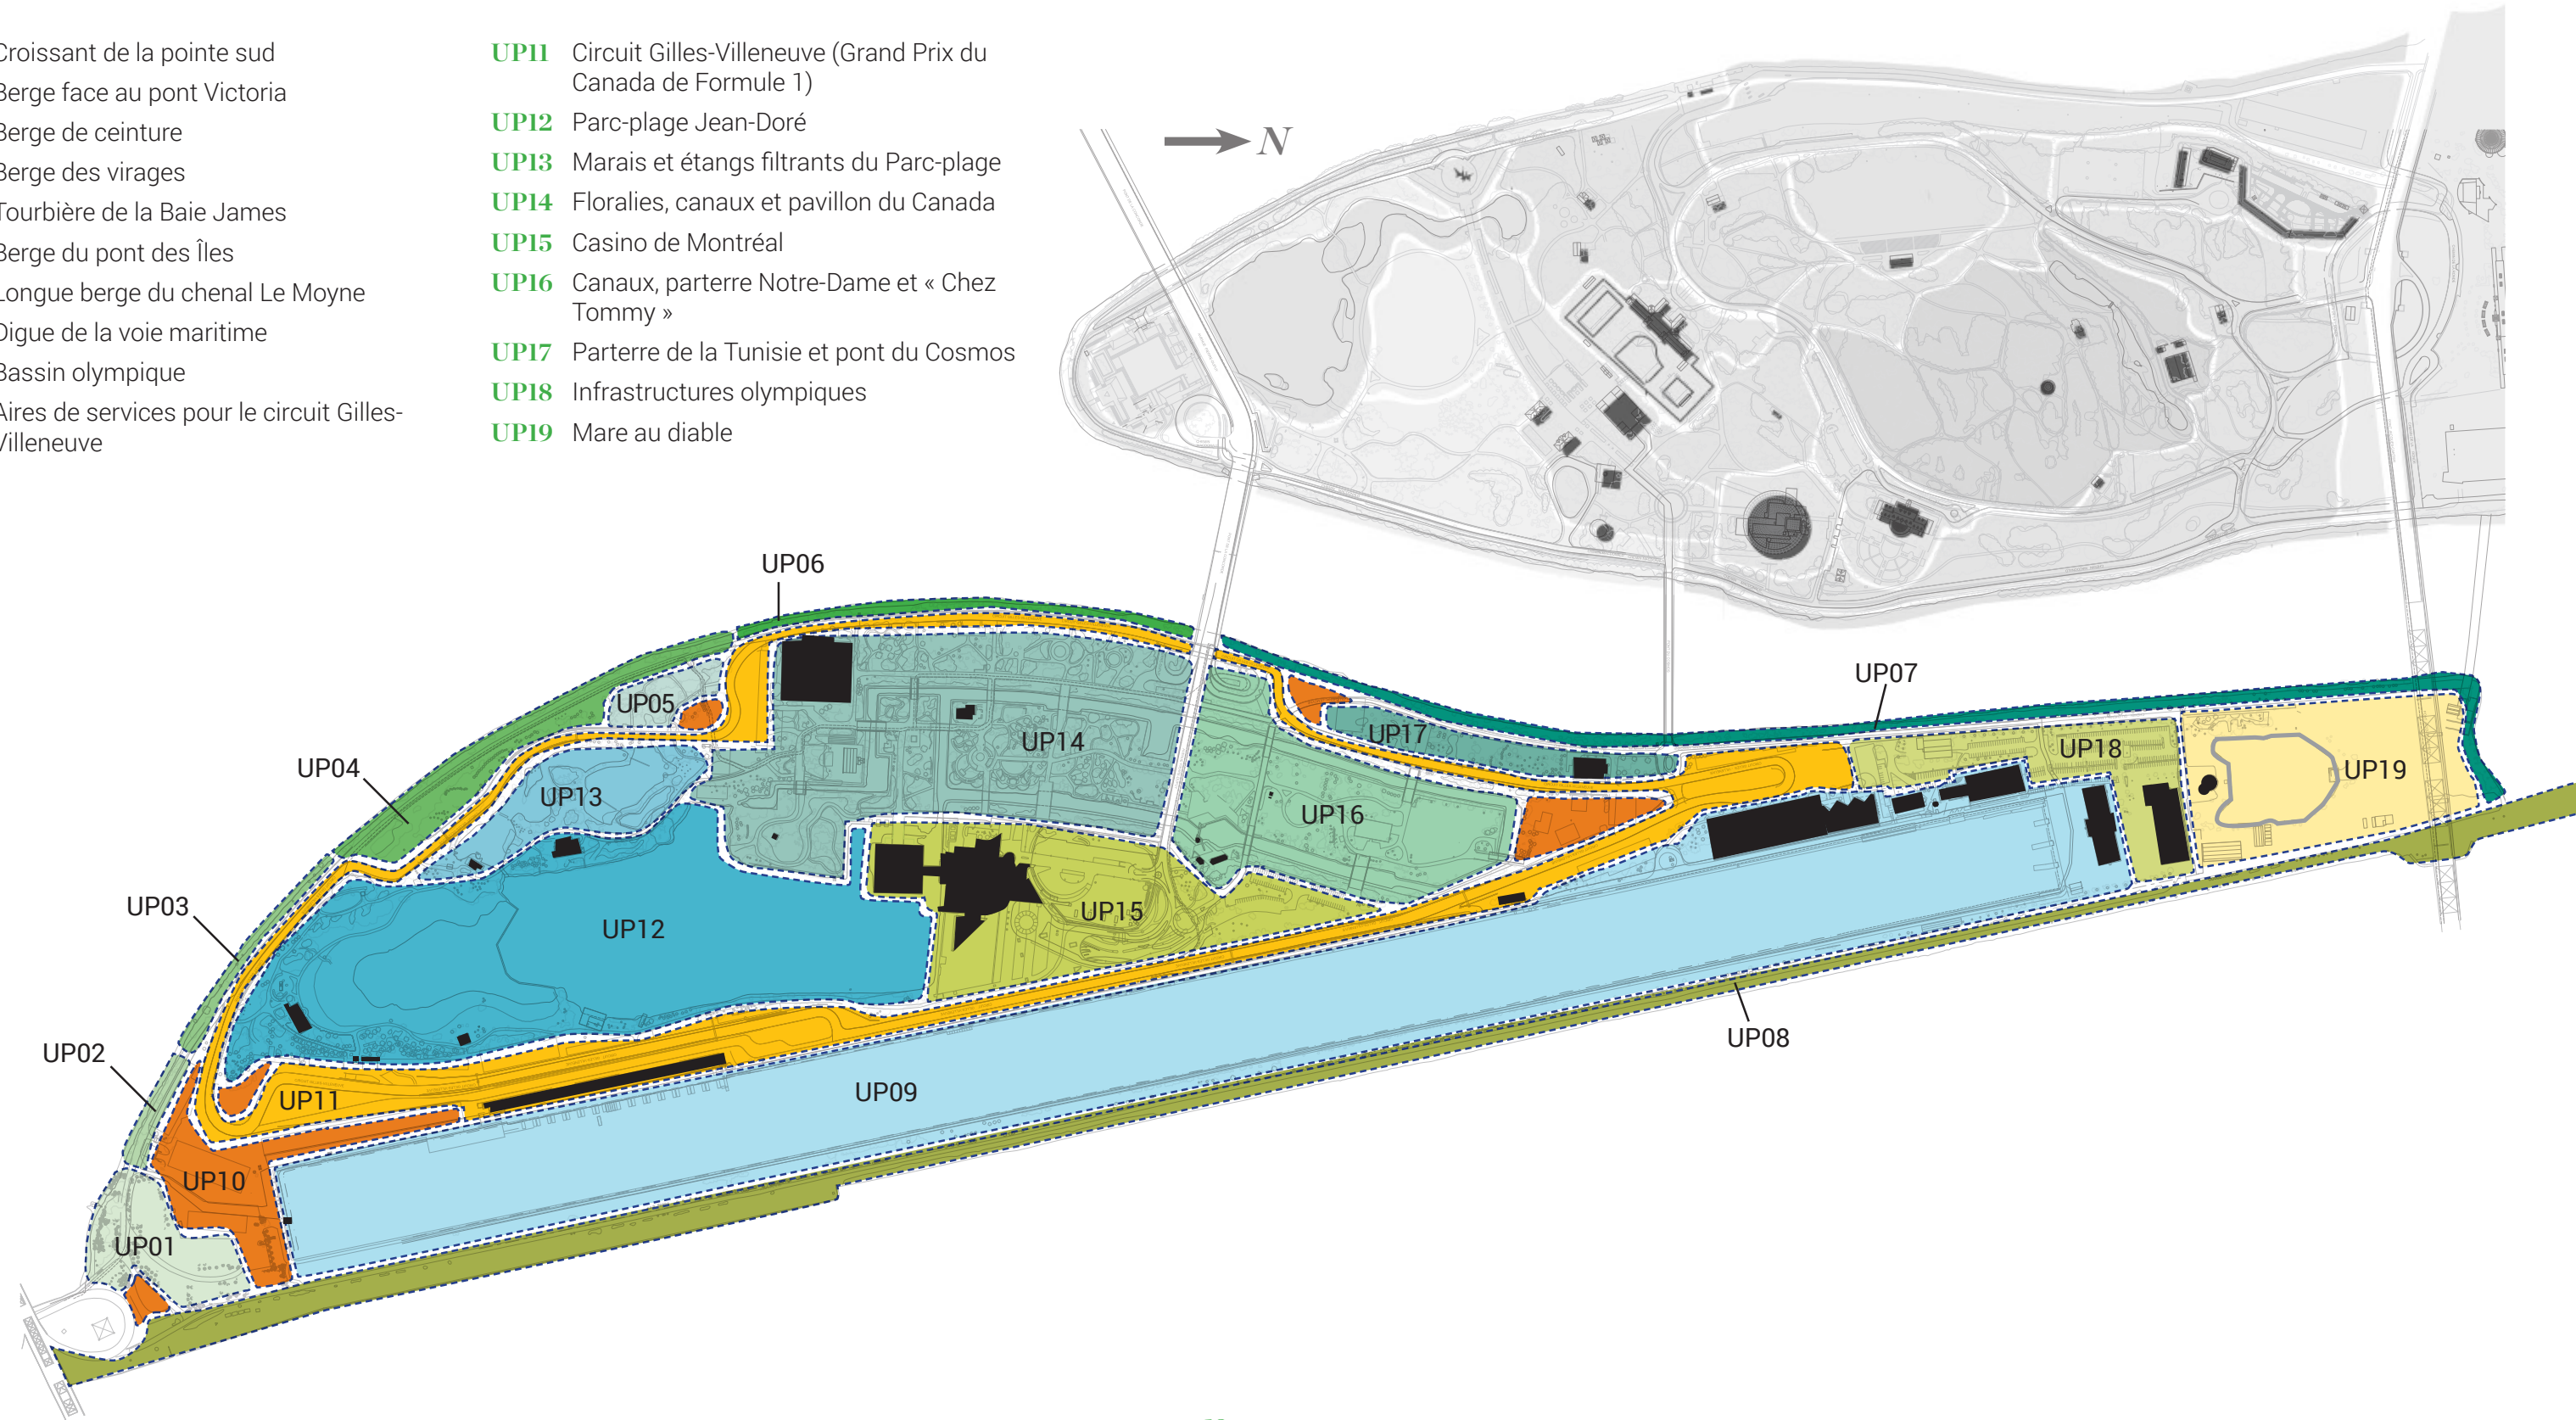 Croissant de la pointe sud
Berge face au pont Victoria
Berge de ceinture
Berge des virages
Tourbière de la Baie James
Berge du pont des Îles
Longue berge du chenal Le Moyne
Digue de la voie maritime
Bassin olympique
Aires de services pour le circuit Gilles-
Villeneuve
UP11 Circuit Gilles-Villeneuve (Grand Prix du
Canada de Formule 1)
UP12 Parc-plage Jean-Doré
UP13 Marais et étangs filtrants du Parc-plage
UP14 Floralies, canaux et pavillon du Canada
UP15 Casino de Montréal
UP16 Canaux, parterre Notre-Dame et « Chez
Tommy »
UP17 Parterre de la Tunisie et pont du Cosmos
UP18 Infrastructures olympiques
UP19 Mare au diable
N
UP06
UP07
UP05
UP17
UP14
UP18
UP04
UP19
UP13
UP16
UP03
UP15
UP12
UP08
UP02
UP09
UP11
UP10
UP01